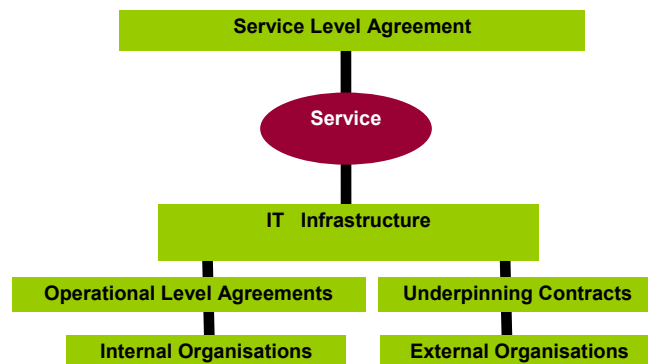 Service Level Agreement
Service
IT Infrastructure
Operational Level Agreements
Underpinning Contracts
Internal Organisations
External Organisations